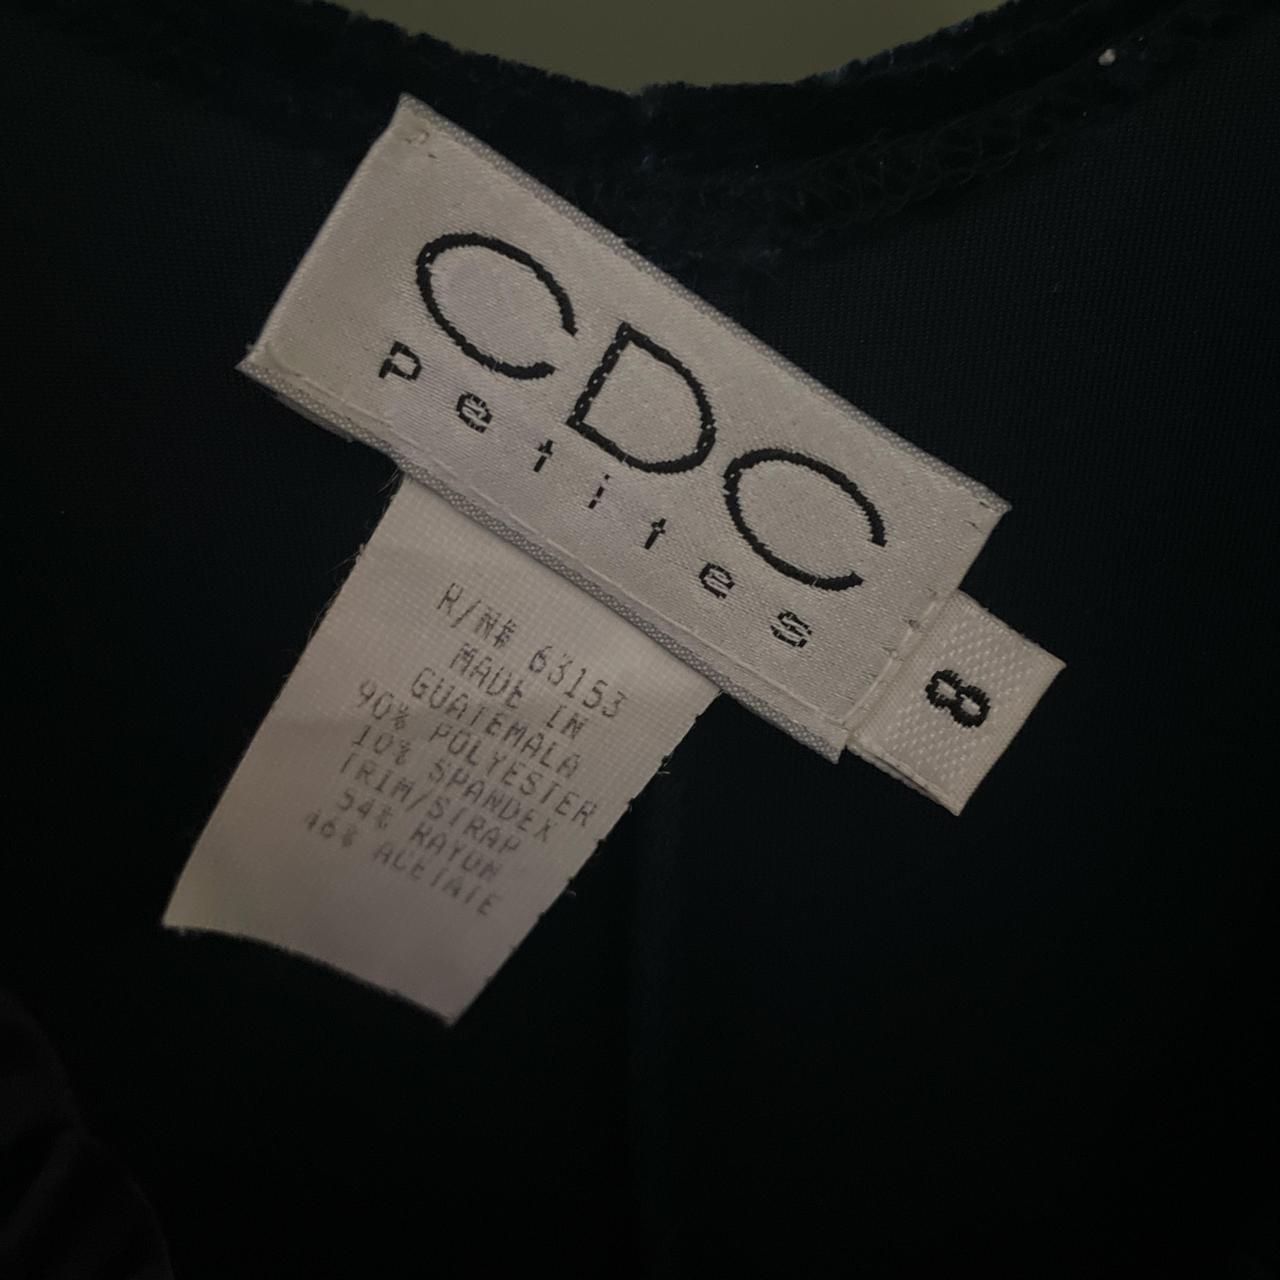 CDC
Petites
8
R/N# 63153
MADE IN
GUATEMALA
90% POLYESTER
10% SPANDEX
TRIM/STRAP
54% RAYON
46% ACETATE